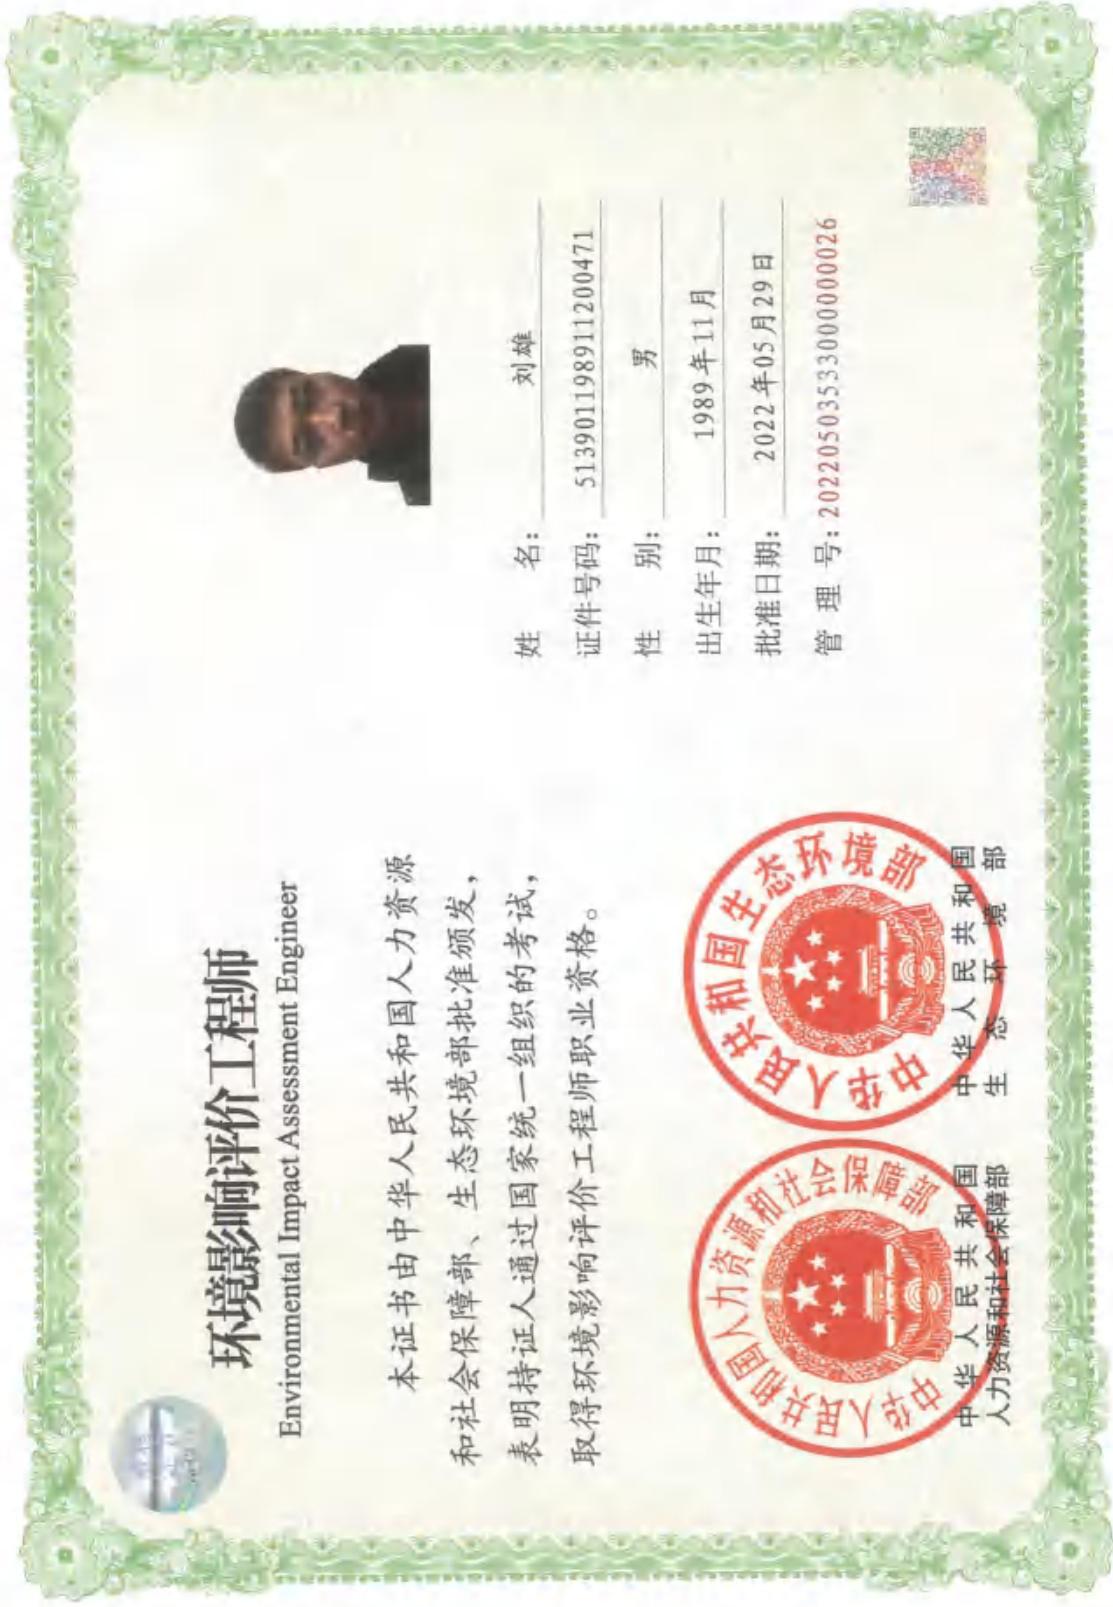 环境影响评价工程师
Environmental Impact Assessment Engineer
本证书由中华人民共和国人力资源
和社会保障部、生态环境部批准颁发,
表明持证人通过国家统一组织的考试,
取得环境影响评价工程师职业资格。
中华人民共和国人力资源和社会保障部
中华人民共和国
人力资源和社会保障部
中华人民共和国生态环境部
中华人民共和国
生态环境部
姓 名: 刘雄
证件号码: 513901198911200471
性 别: 男
出生年月: 1989年11月
批准日期: 2022年05月29日
管 理 号: 20220503533000000026